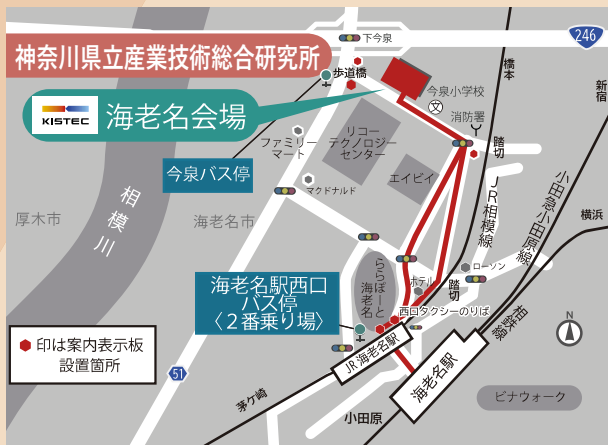 下今泉
246
神奈川県立産業技術総合研究所
歩道橋
橋本
新宿
KISTEC
海老名会場
今泉小学校
文
消防署
踏切
リコー
テクノロジー
センター
ファミリー
マート
今泉バス停
エイビイ
マクドナルド
JR相模線
小田急小田原線
横浜
相模川
厚木市
海老名市
海老名駅西口
バス停
〈2番乗り場〉
ららぽーと
海老名
ホテル
踏切
ローソン
西口タクシーのりば
相鉄線
N
印は案内表示板
設置箇所
JR海老名駅
海老名駅
51
茅ケ崎
小田原
ビナウォーク